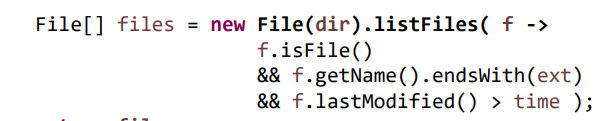 File[] files = new File(dir).listFiles( f ->
f.isFile()
&& f.getName().endsWith(ext)
&& f.lastModified() > time );